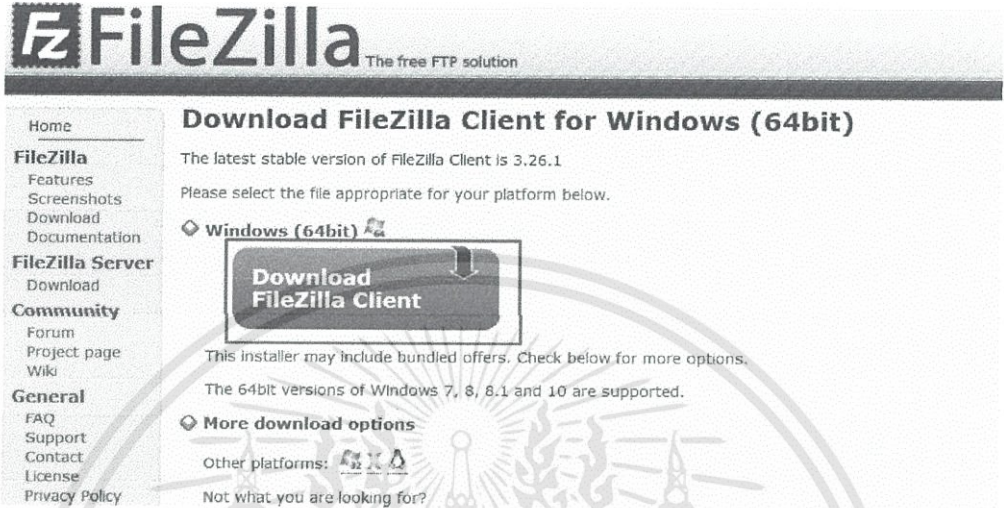 Fz FileZilla The free FTP solution
Home
FileZilla
Features
Screenshots
Download
Documentation
FileZilla Server
Download
Community
Forum
Project page
Wiki
General
FAQ
Support
Contact
License
Privacy Policy
Download FileZilla Client for Windows (64bit)
The latest stable version of FileZilla Client is 3.26.1
Please select the file appropriate for your platform below.
Windows (64bit)
Download
FileZilla Client
This installer may include bundled offers. Check below for more options.
The 64bit versions of Windows 7, 8, 8.1 and 10 are supported.
More download options
Other platforms:
Not what you are looking for?